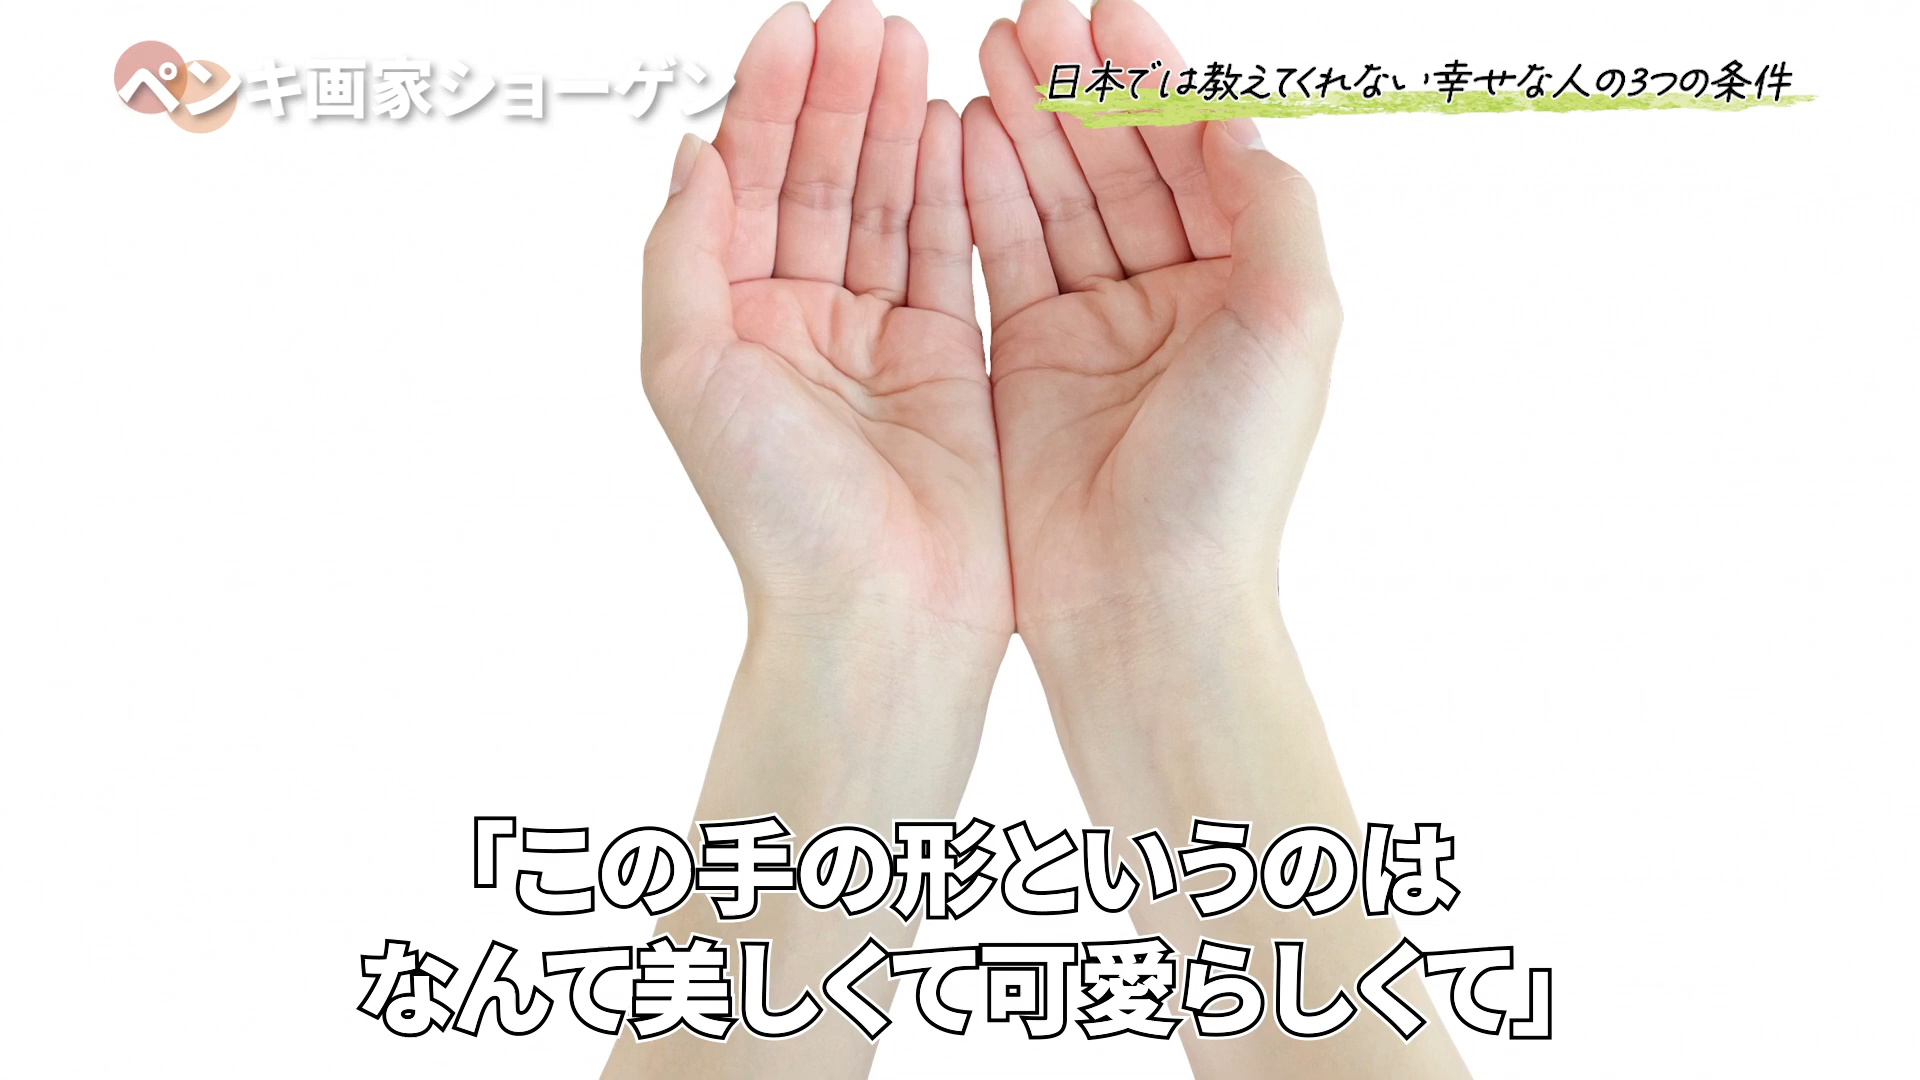 ペンキ画家ショーゲン
日本では教えてくれない幸せな人の3つの条件
「この手の形というのは
なんて美しくて可愛らしくて」